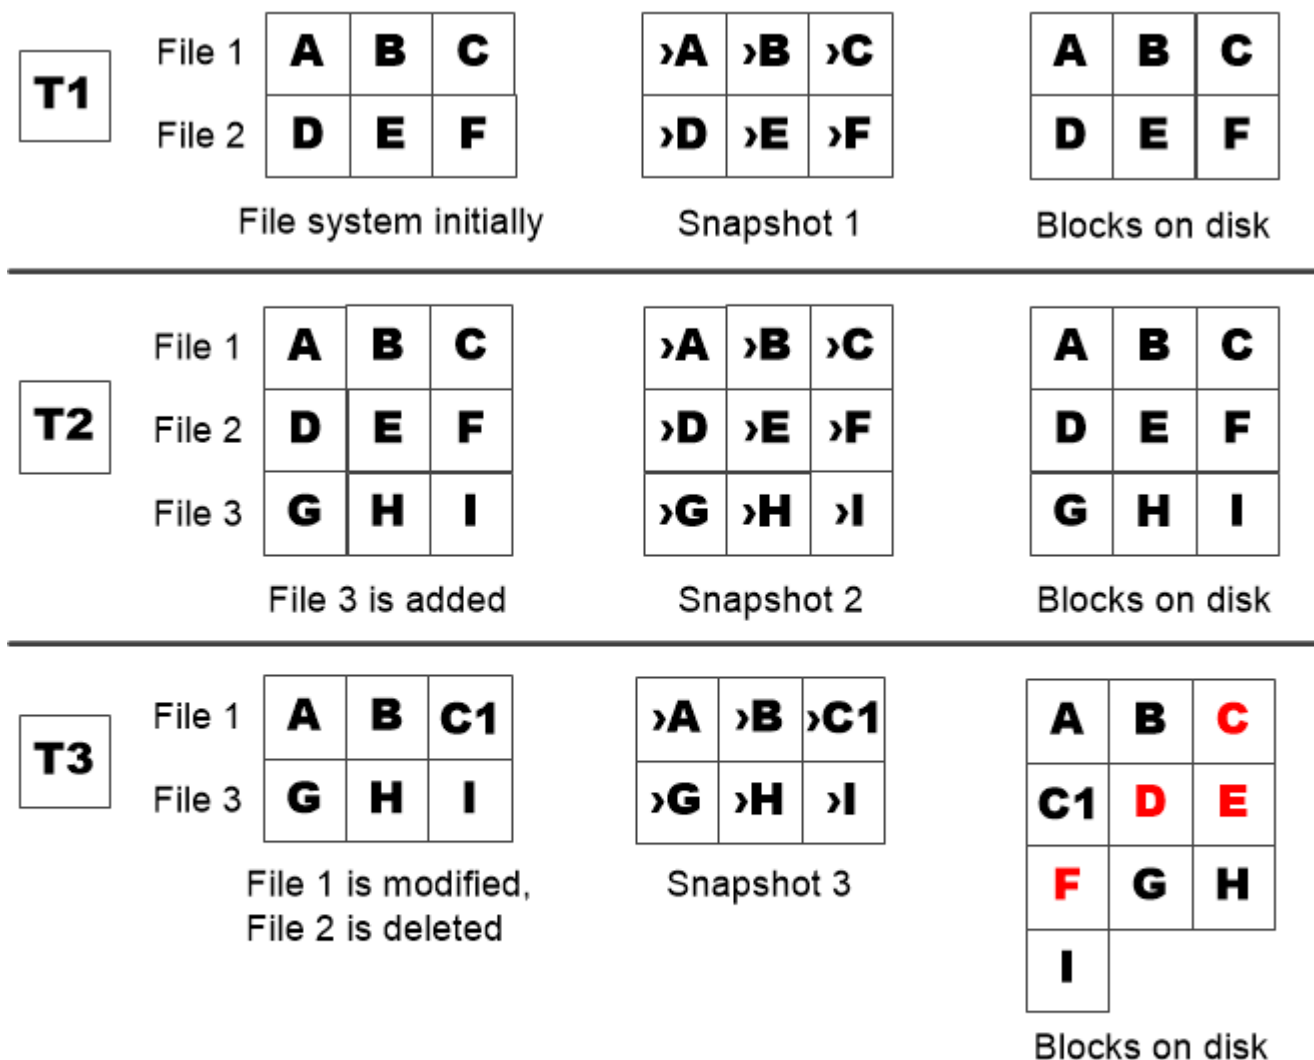 File 1 A B C ›A ›B ›C A B C
T1
File 2 D E F ›D ›E ›F D E F
File system initially Snapshot 1 Blocks on disk
File 1 A B C ›A ›B ›C A B C
T2 File 2 D E F ›D ›E ›F D E F
File 3 G H I ›G ›H ›I G H I
File 3 is added Snapshot 2 Blocks on disk
File 1 A B C1 ›A ›B ›C1 A B C
T3
File 3 G H I ›G ›H ›I C1 D E
File 1 is modified, Snapshot 3 F G H
File 2 is deleted
I
Blocks on disk